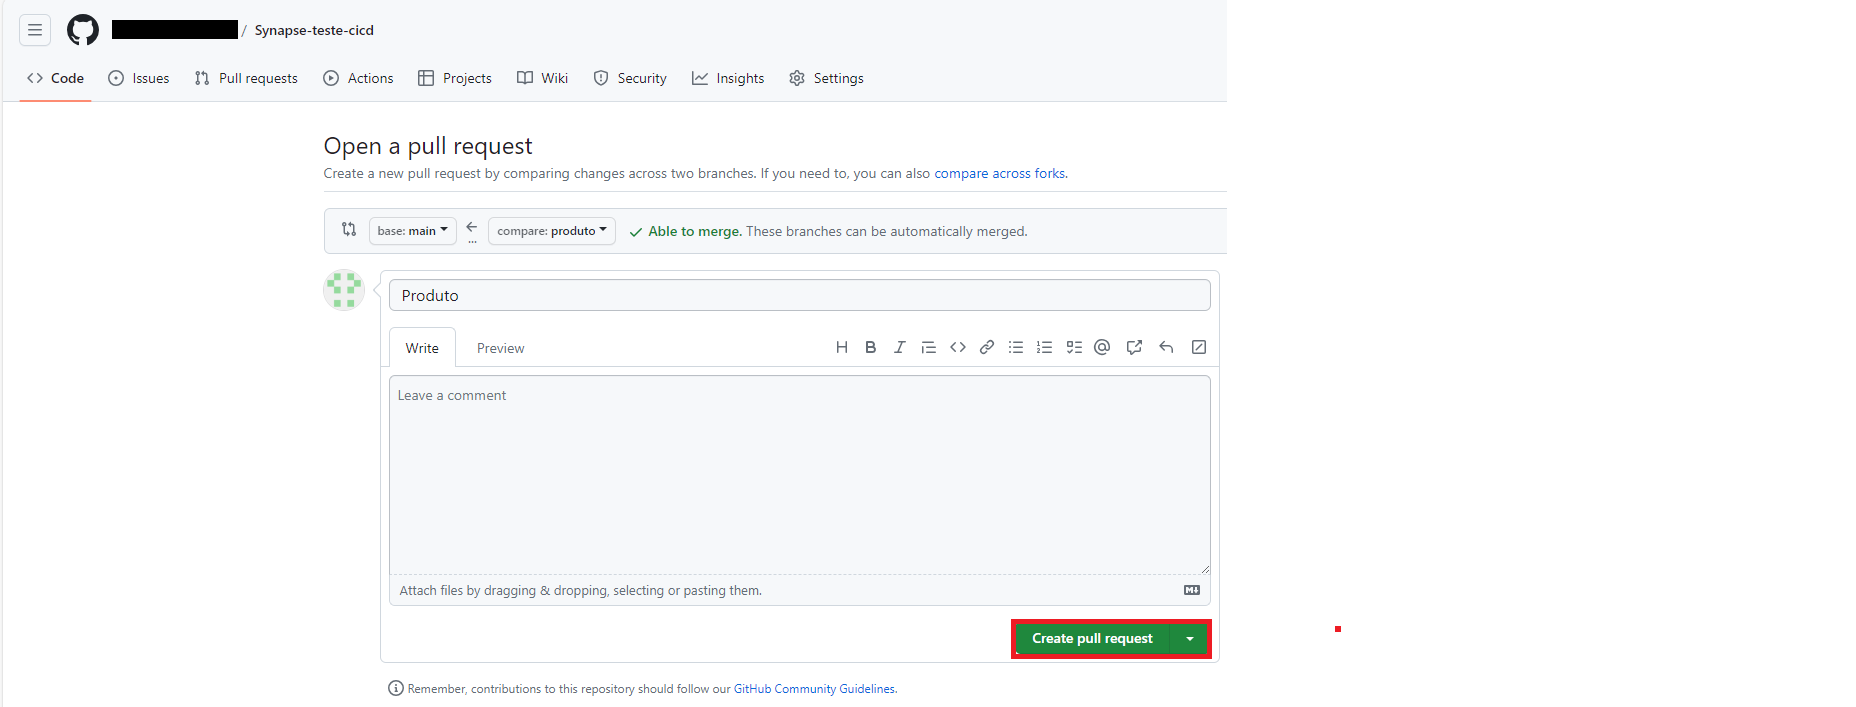 / Synapse-teste-cicd
Code Issues Pull requests Actions Projects Wiki Security Insights Settings
Open a pull request
Create a new pull request by comparing changes across two branches. If you need to, you can also compare across forks.
base: main compare: produto Able to merge. These branches can be automatically merged.
...
Produto
Write Preview
Leave a comment
Attach files by dragging & dropping, selecting or pasting them.
Create pull request
Remember, contributions to this repository should follow our GitHub Community Guidelines.